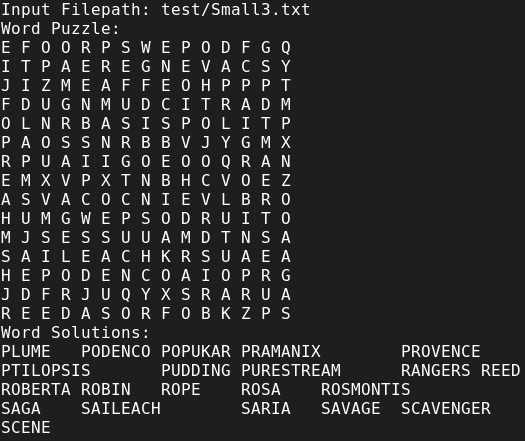 Input Filepath: test/Small3.txt
Word Puzzle:
E F O O R P S W E P O D F G Q
I T P A E R E G N E V A C S Y
J I Z M E A F F E O H P P P T
F D U G N M U D C I T R A D M
O L N R B A S I S P O L I T P
P A O S S N R B B V J Y G M X
R P U A I I G O E O O Q R A N
E M X V P X T N B H C V O E Z
A S V A C O C N I E V L B R O
H U M G W E P S O D R U I T O
M J S E S S U U A M D T N S A
S A I L E A C H K R S U A E A
H E P O D E N C O A I O P R G
J D F R J U Q Y X S R A R U A
R E E D A S O R F O B K Z P S
Word Solutions:
PLUME   PODENCO POPUKAR PRAMANIX        PROVENCE
PTILOPSIS       PUDDING PURESTREAM      RANGERS REED
ROBERTA ROBIN   ROPE    ROSA    ROSMONTIS
SAGA    SAILEACH        SARIA   SAVAGE  SCAVENGER
SCENE